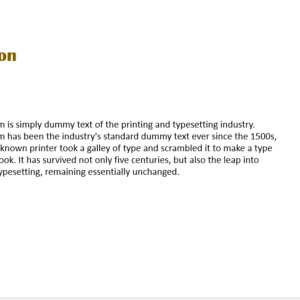 on
m is simply dummy text of the printing and typesetting industry.
m has been the industry's standard dummy text ever since the 1500s,
known printer took a galley of type and scrambled it to make a type
ook. It has survived not only five centuries, but also the leap into
ypesetting, remaining essentially unchanged.